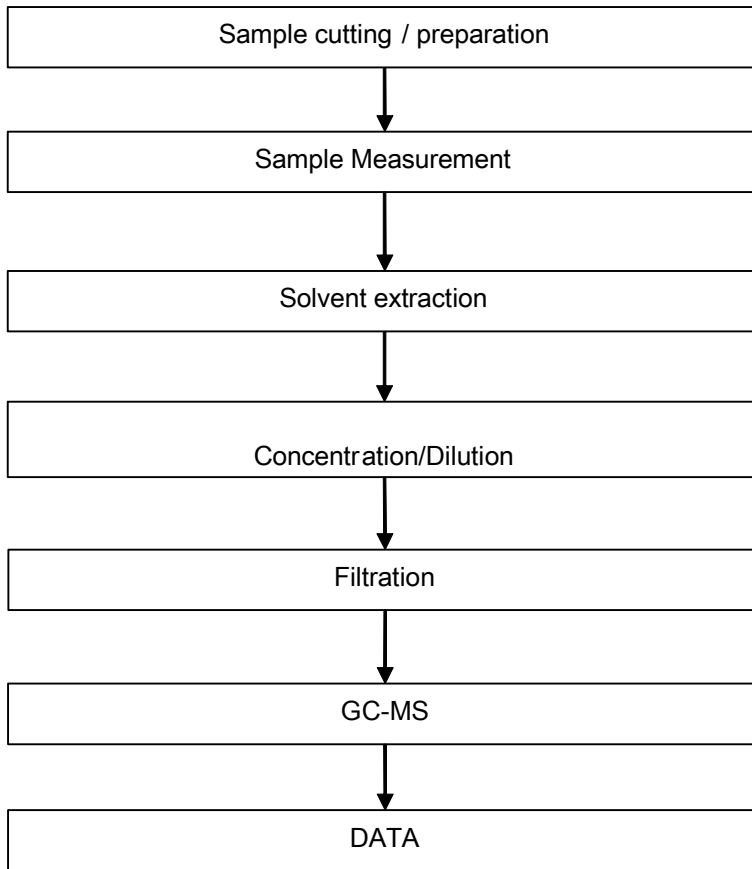 Sample cutting / preparation
Sample Measurement
Solvent extraction
Concentration/Dilution
Filtration
GC-MS
DATA